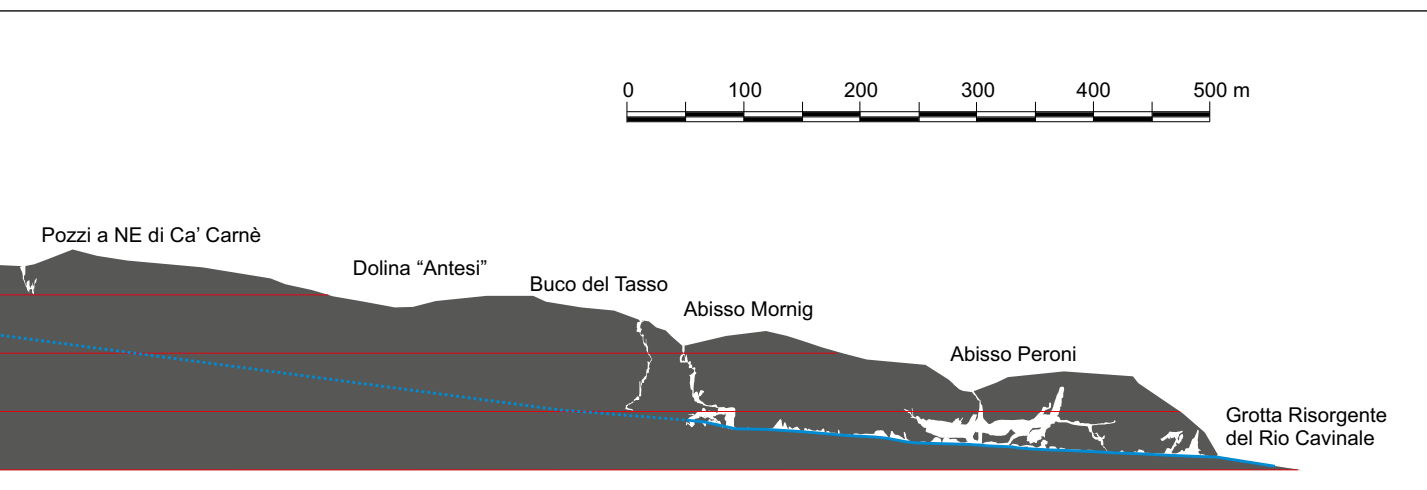 0 100 200 300 400 500 m
Pozzi a NE di Ca’ Carnè
Dolina “Antesi”
Buco del Tasso
Abisso Mornig
Abisso Peroni
Grotta Risorgente
del Rio Cavinale